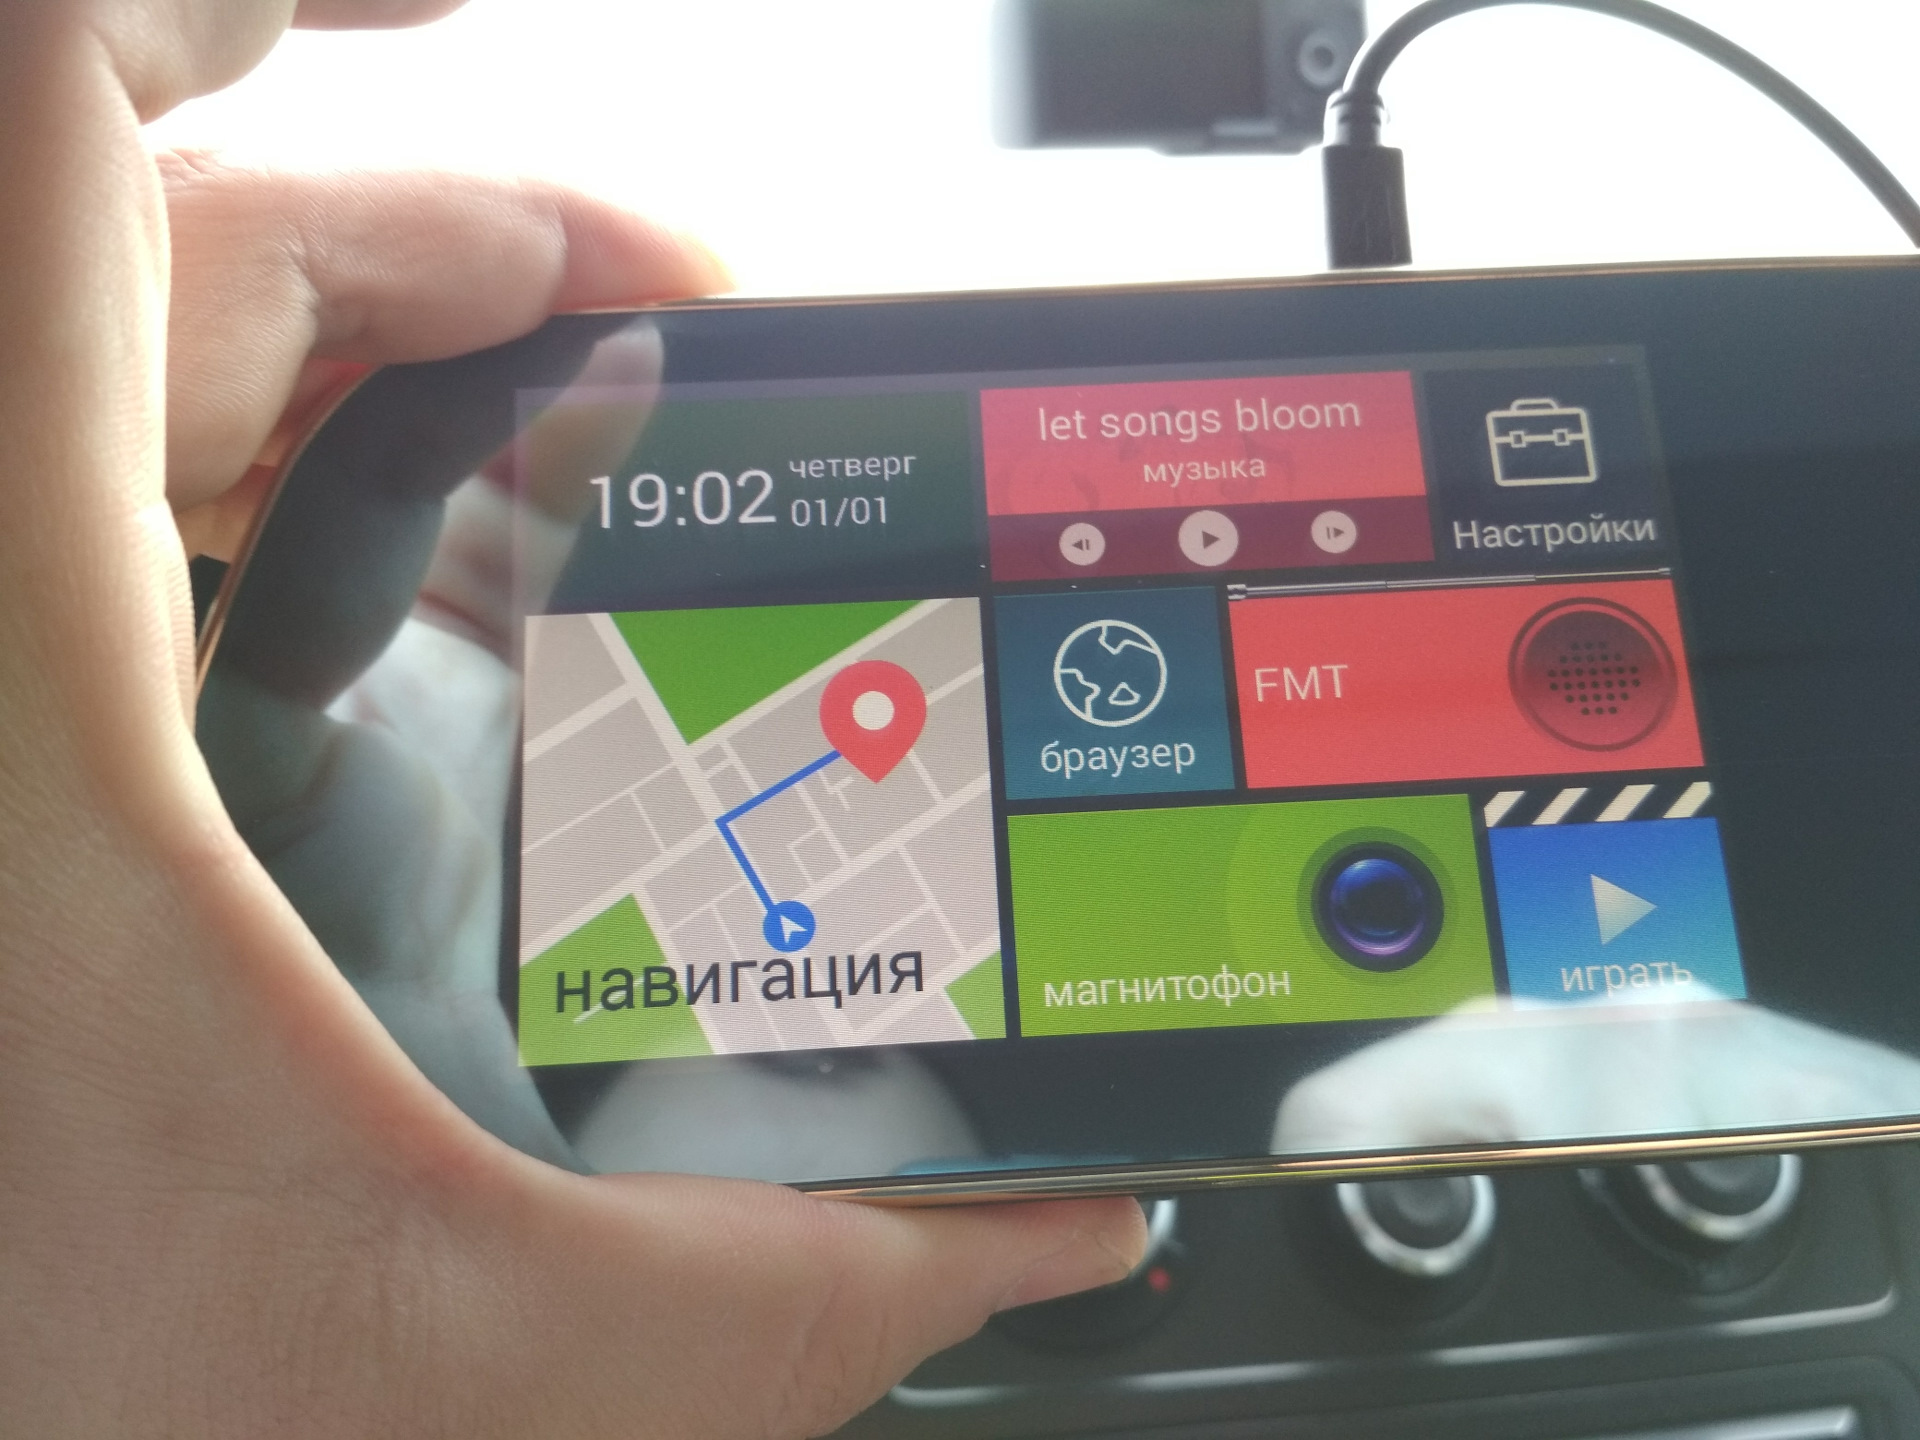 19:02
четверг
01/01
let songs bloom
музыка
Настройки
навигация
браузер
FMT
магнитофон
играть